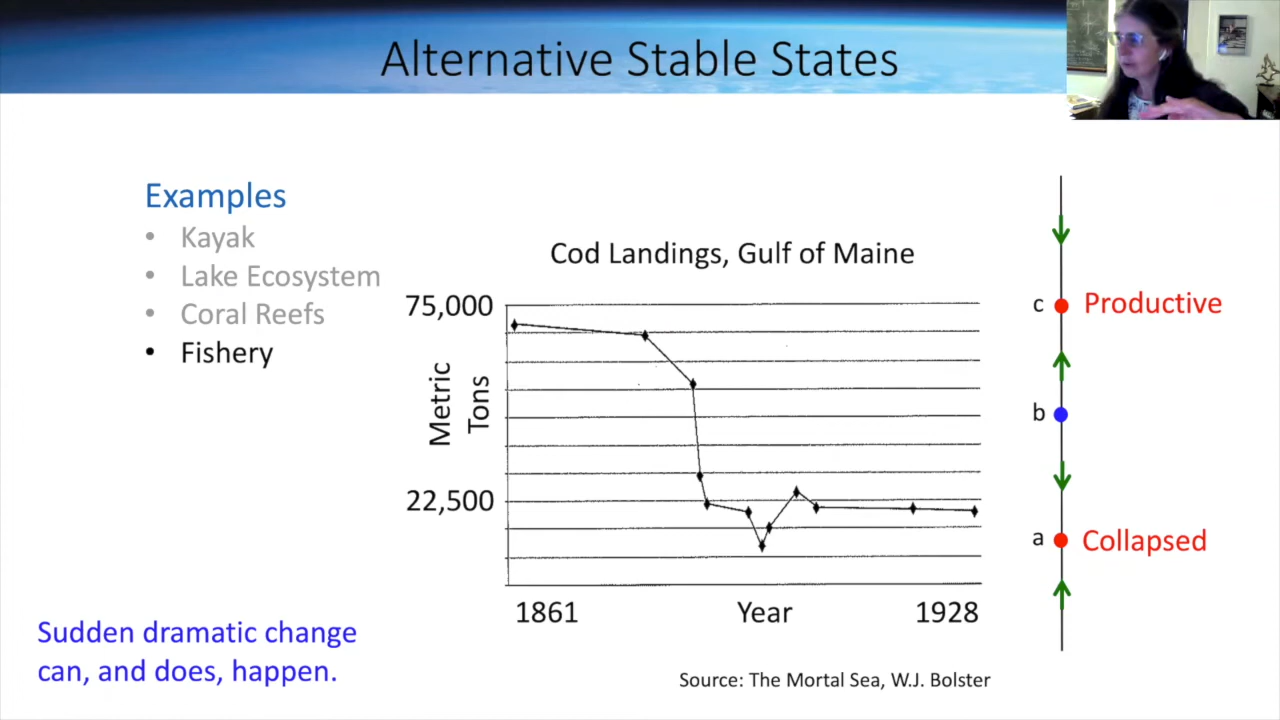 Alternative Stable States
Examples
• Kayak
• Lake Ecosystem
• Coral Reefs
• Fishery
Cod Landings, Gulf of Maine
75,000
Metric
Tons
22,500
1861
Year
1928
c
Productive
b
a
Collapsed
Sudden dramatic change
can, and does, happen.
Source: The Mortal Sea, W.J. Bolster